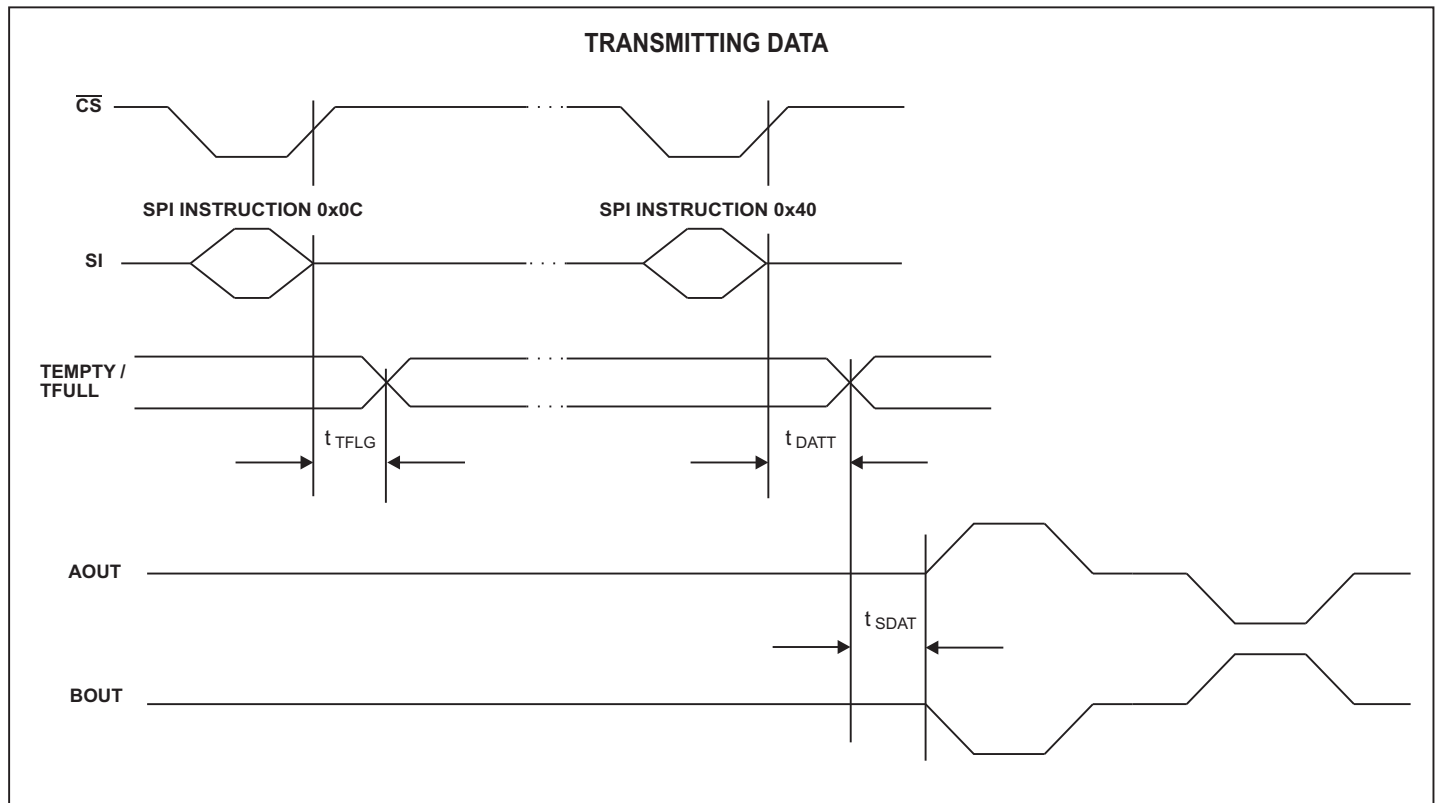 TRANSMITTING DATA
CS
SPI INSTRUCTION 0x0C
SPI INSTRUCTION 0x40
SI
TEMPTY /
TFULL
t TFLG
t DATT
AOUT
t SDAT
BOUT